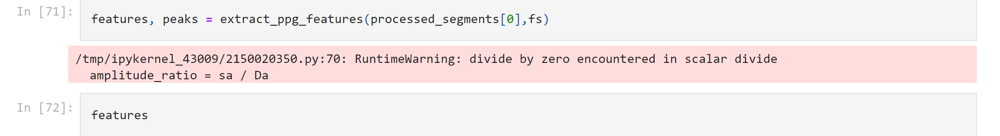 In [71]:
features, peaks = extract_ppg_features(processed_segments[0],fs)
/tmp/ipykernel_43009/2150020350.py:70: RuntimeWarning: divide by zero encountered in scalar divide
  amplitude_ratio = sa / Da
In [72]:
features